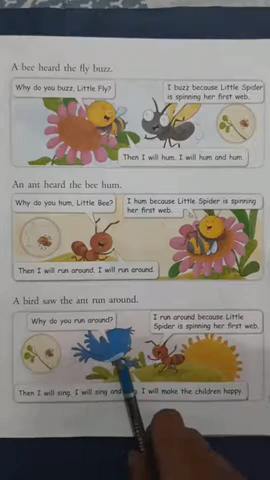 A bee heard the fly buzz.
Why do you buzz, Little Fly?
I buzz because Little Spider
is spinning her first web.
Then I will hum. I will hum and hum.
An ant heard the bee hum.
Why do you hum, Little Bee?
I hum because Little Spider is spinning
her first web.
Then I will run around. I will run around.
A bird saw the ant run around.
Why do you run around?
I run around because Little
Spider is spinning her first web.
Then I will sing. I will sing and I will make the children happy.